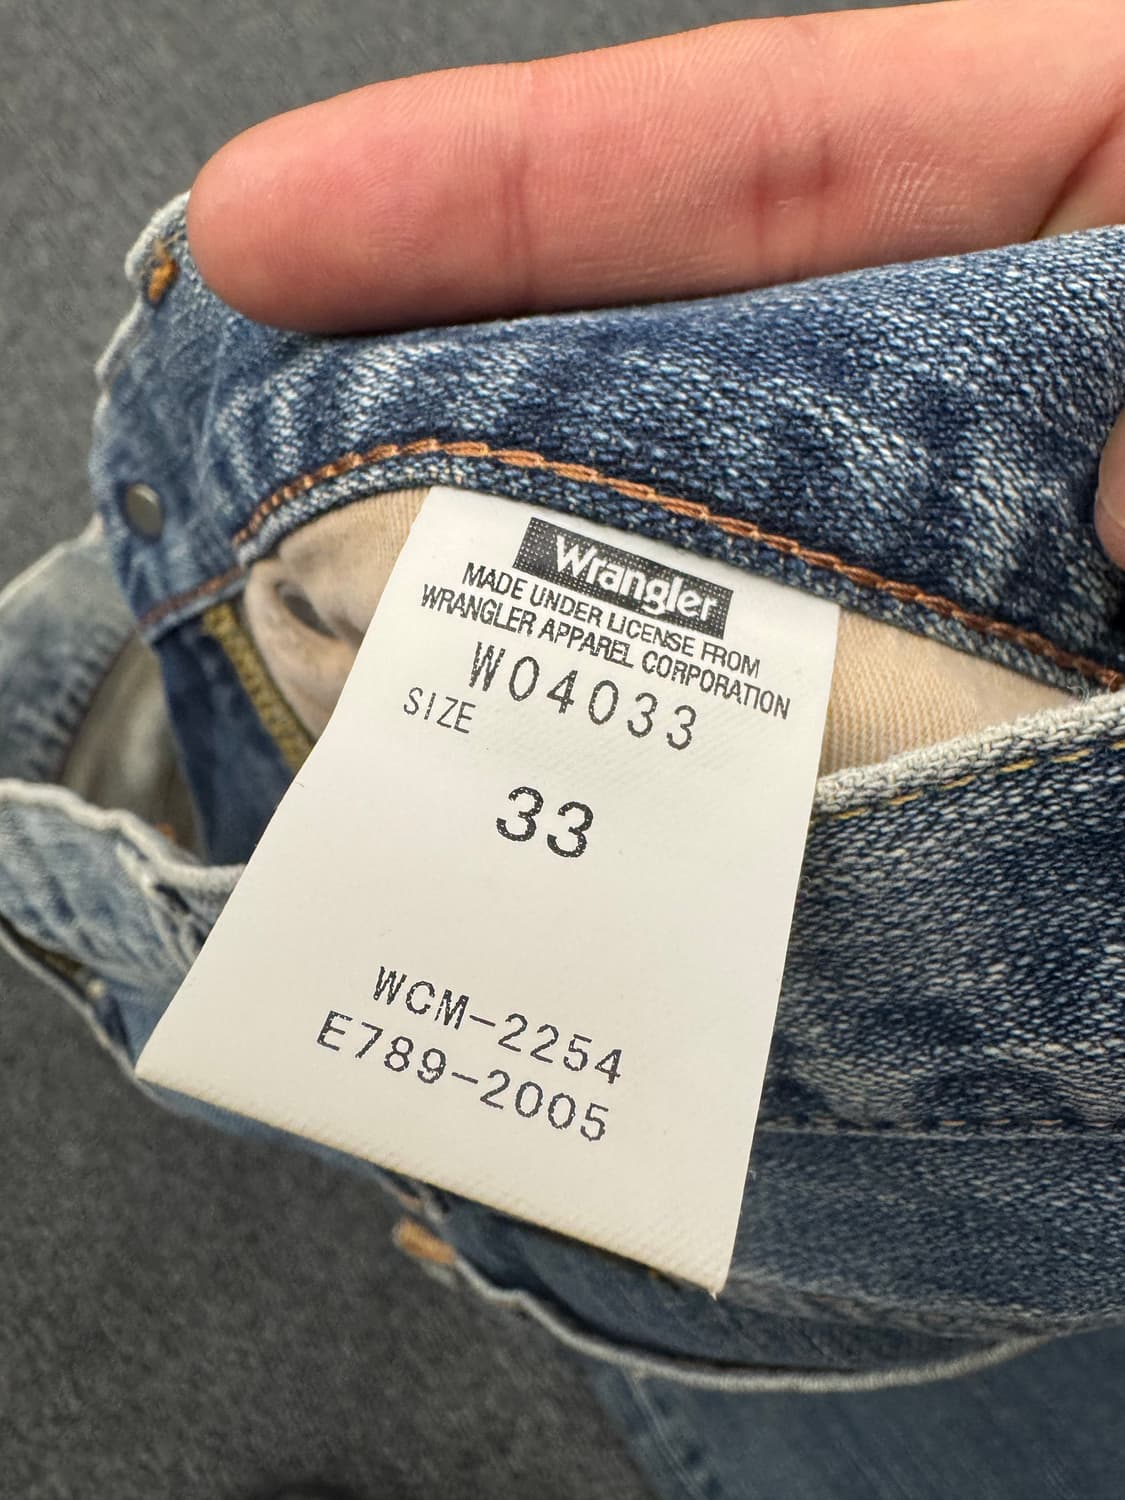 Wrangler
MADE UNDER LICENSE FROM
WRANGLER APPAREL CORPORATION
W04033
SIZE
33
WCM-2254
E789-2005